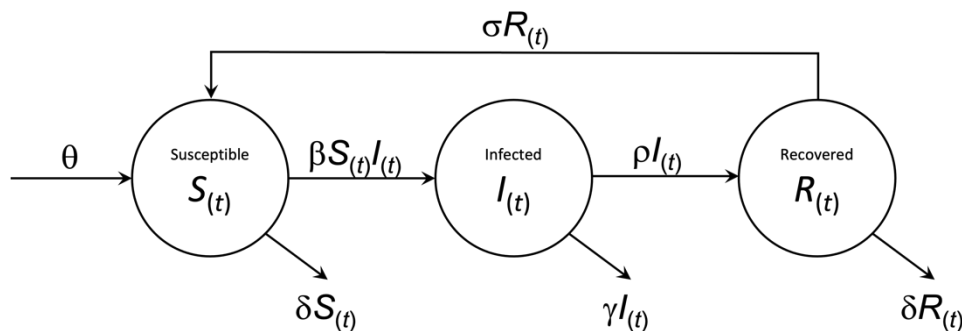 σR(t)
θ
Susceptible
S(t)
βS(t)I(t)
Infected
I(t)
ρI(t)
Recovered
R(t)
δS(t)
γI(t)
δR(t)